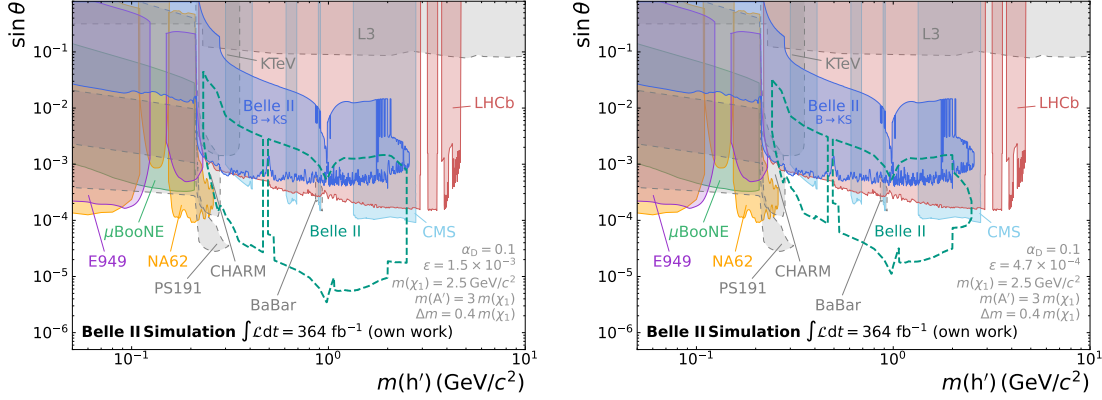 sin θ
10⁻¹
10⁻²
10⁻³
10⁻⁴
10⁻⁵
10⁻⁶
L3
KTeV
Belle II
B → KS
LHCb
μBooNE
E949
NA62
PS191
CHARM
BaBar
Belle II
CMS
α_D = 0.1
ε = 1.5 × 10⁻³
m(χ₁) = 2.5 GeV/c²
m(A′) = 3 m(χ₁)
Δm = 0.4 m(χ₁)
Belle II Simulation ∫ℒdt = 364 fb⁻¹ (own work)
10⁻¹ 10⁰ 10¹
m(h′) (GeV/c²)
sin θ
10⁻¹
10⁻²
10⁻³
10⁻⁴
10⁻⁵
10⁻⁶
L3
KTeV
Belle II
B → KS
LHCb
μBooNE
E949
NA62
PS191
CHARM
BaBar
Belle II
CMS
α_D = 0.1
ε = 4.7 × 10⁻⁴
m(χ₁) = 2.5 GeV/c²
m(A′) = 3 m(χ₁)
Δm = 0.4 m(χ₁)
Belle II Simulation ∫ℒdt = 364 fb⁻¹ (own work)
10⁻¹ 10⁰ 10¹
m(h′) (GeV/c²)